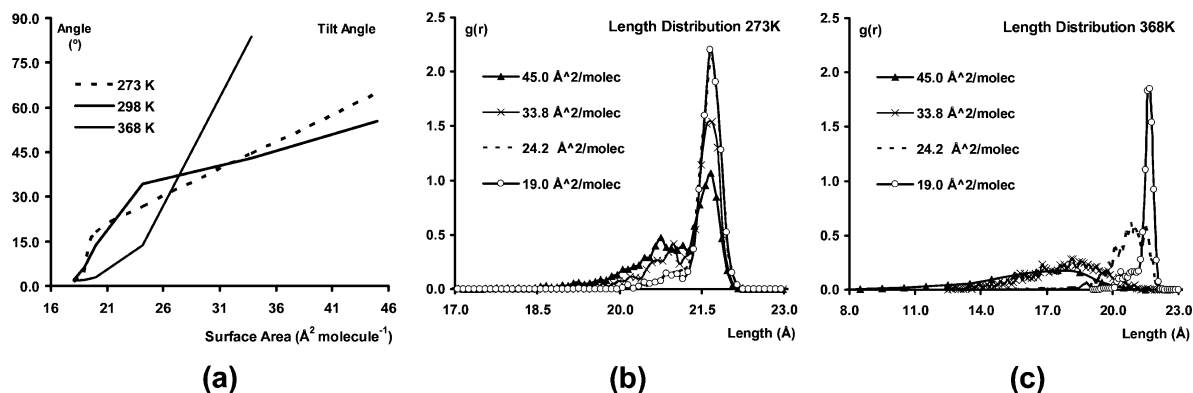 90.0
75.0
60.0
45.0
30.0
15.0
0.0
Angle
(º)
Tilt Angle
273 K
298 K
368 K
16 21 26 31 36 41 46
Surface Area (Å² molecule⁻¹)
(a)
2.5
2.0
1.5
1.0
0.5
0.0
g(r)
Length Distribution 273K
45.0 Å^2/molec
33.8 Å^2/molec
24.2 Å^2/molec
19.0 Å^2/molec
17.0 18.5 20.0 21.5 23.0
Length (Å)
(b)
2.5
2.0
1.5
1.0
0.5
0.0
g(r)
Length Distribution 368K
45.0 Å^2/molec
33.8 Å^2/molec
24.2 Å^2/molec
19.0 Å^2/molec
8.0 11.0 14.0 17.0 20.0 23.0
Length (Å)
(c)